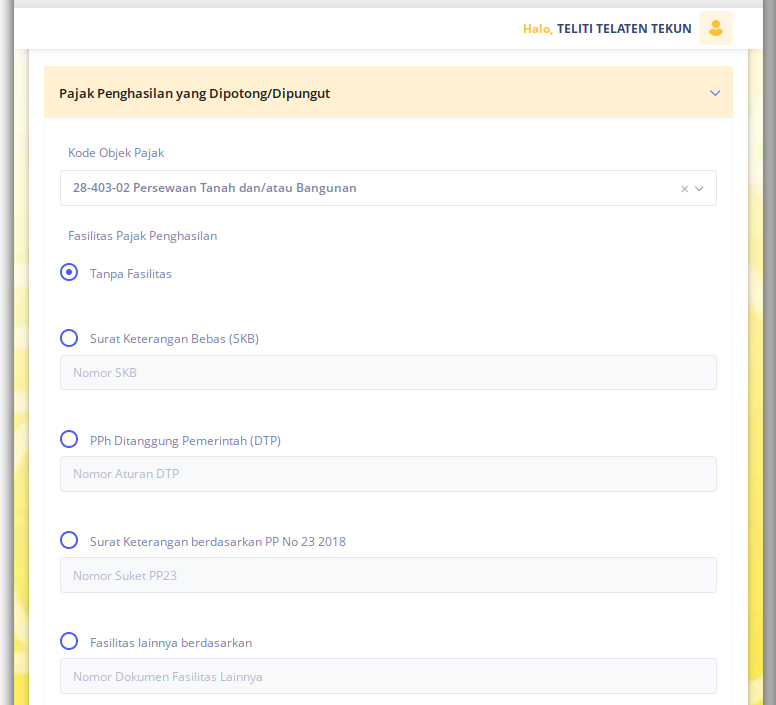 Halo, TELITI TELATEN TEKUN
Pajak Penghasilan yang Dipotong/Dipungut
Kode Objek Pajak
28-403-02 Persewaan Tanah dan/atau Bangunan
Fasilitas Pajak Penghasilan
Tanpa Fasilitas
Surat Keterangan Bebas (SKB)
Nomor SKB
PPh Ditanggung Pemerintah (DTP)
Nomor Aturan DTP
Surat Keterangan berdasarkan PP No 23 2018
Nomor Suket PP23
Fasilitas lainnya berdasarkan
Nomor Dokumen Fasilitas Lainnya